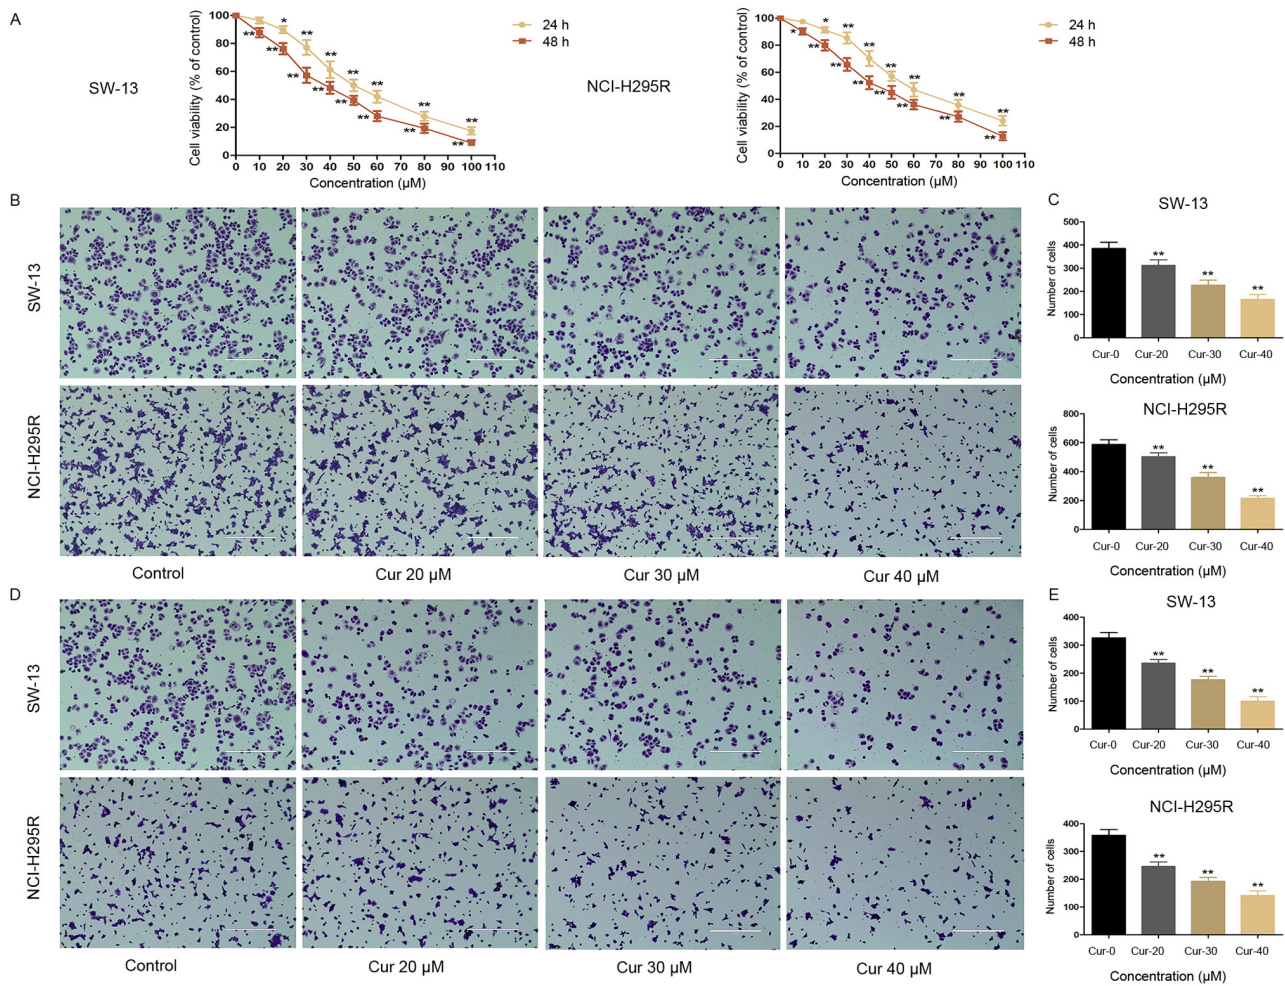 A
SW-13
Cell viability (% of control)
100
80
60
40
20
0
0 10 20 30 40 50 60 70 80 90 100 110
Concentration (μM)
* ** ** ** ** ** **
** ** ** ** ** ** ** **
24 h
48 h
NCI-H295R
Cell viability (% of control)
100
80
60
40
20
0
0 10 20 30 40 50 60 70 80 90 100 110
Concentration (μM)
* ** ** ** ** ** **
* ** ** ** ** ** ** **
24 h
48 h
B
SW-13
NCI-H295R
Control
Cur 20 μM
Cur 30 μM
Cur 40 μM
C
SW-13
Number of cells
500
400
300
200
100
0
** ** **
Cur-0 Cur-20 Cur-30 Cur-40
Concentration (μM)
NCI-H295R
Number of cells
800
600
400
200
0
** ** **
Cur-0 Cur-20 Cur-30 Cur-40
Concentration (μM)
D
SW-13
NCI-H295R
Control
Cur 20 μM
Cur 30 μM
Cur 40 μM
E
SW-13
Number of cells
400
300
200
100
0
** ** **
Cur-0 Cur-20 Cur-30 Cur-40
Concentration (μM)
NCI-H295R
Number of cells
400
300
200
100
0
** ** **
Cur-0 Cur-20 Cur-30 Cur-40
Concentration (μM)